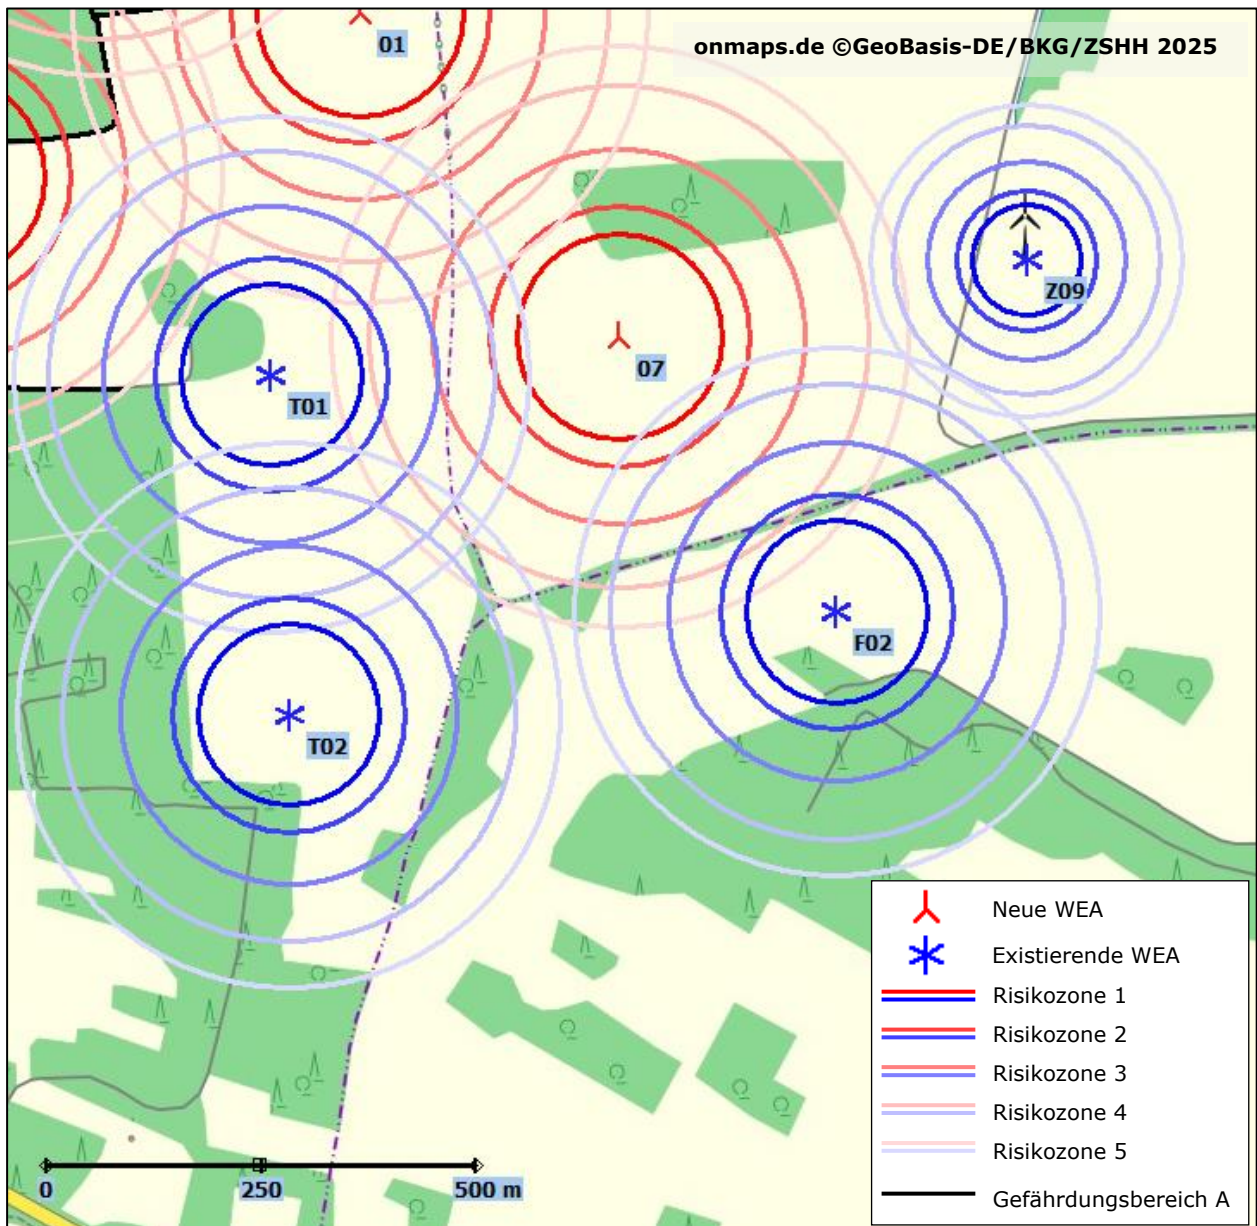 01
onmaps.de ©GeoBasis-DE/BKG/ZSHH 2025
Z09
07
T01
F02
T02
Neue WEA
Existierende WEA
Risikozone 1
Risikozone 2
Risikozone 3
Risikozone 4
Risikozone 5
Gefährdungsbereich A
0 250 500 m